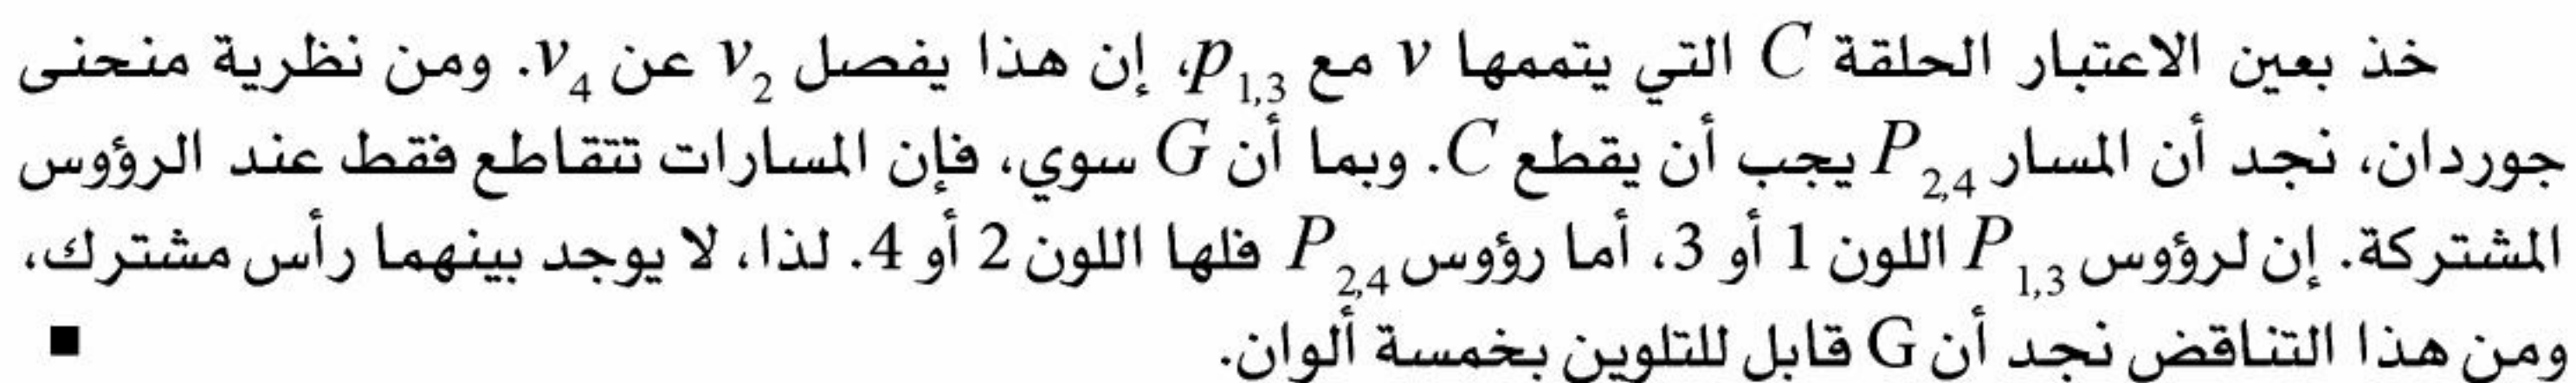 خذ بعين الاعتبار الحلقة C التي يتممها v مع p1,3، إن هذا يفصل v2 عن v4. ومن نظرية منحنى
جوردان، نجد أن المسار P2,4 يجب أن يقطع C. وبما أن G سوي، فإن المسارات تتقاطع فقط عند الرؤوس
المشتركة. إن لرؤوس P1,3 اللون 1 أو 3، أما رؤوس P2,4 فلها اللون 2 أو 4. لذا، لا يوجد بينهما رأس مشترك،
ومن هذا التناقض نجد أن G قابل للتلوين بخمسة ألوان. ■